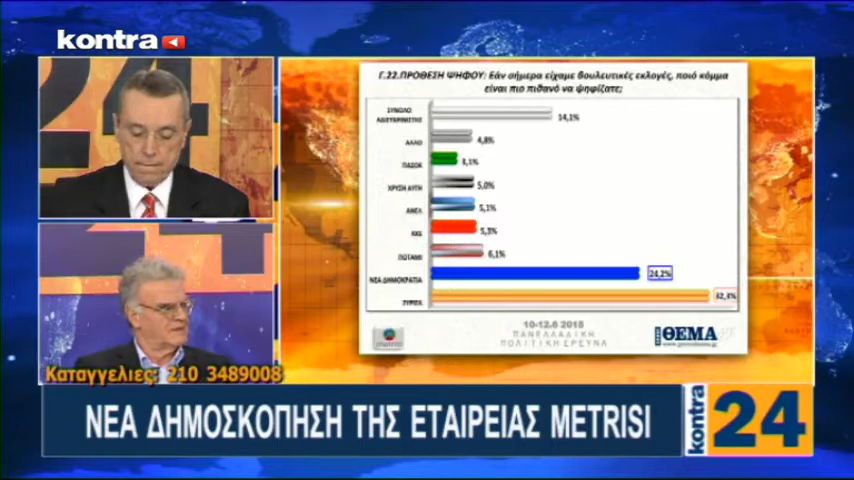 kontra
Γ.22.ΠΡΟΘΕΣΗ ΨΗΦΟΥ: Εάν σήμερα είχαμε βουλευτικές εκλογές, ποιό κόμμα
είναι πιο πιθανό να ψηφίζατε;
ΣΥΝΟΛΟ
14,1%
ΑΛΛΟ 4,8%
ΠΑΣΟΚ 3,1%
ΧΡΥΣΗ ΑΥΓΗ 5,0%
ΑΝΕΛ 5,1%
ΚΚΕ 5,3%
ΠΟΤΑΜΙ 6,1%
ΝΕΑ ΔΗΜΟΚΡΑΤΙΑ 24,2%
ΣΥΡΙΖΑ 32,3%
10-12.6 2015
ΠΑΝΕΛΛΑΔΙΚΗ
ΠΟΛΙΤΙΚΗ ΕΡΕΥΝΑ
ΘΕΜΑ
Καταγγελιες: 210 3489008
ΝΕΑ ΔΗΜΟΣΚΟΠΗΣΗ ΤΗΣ ΕΤΑΙΡΕΙΑΣ METRISI
kontra
24